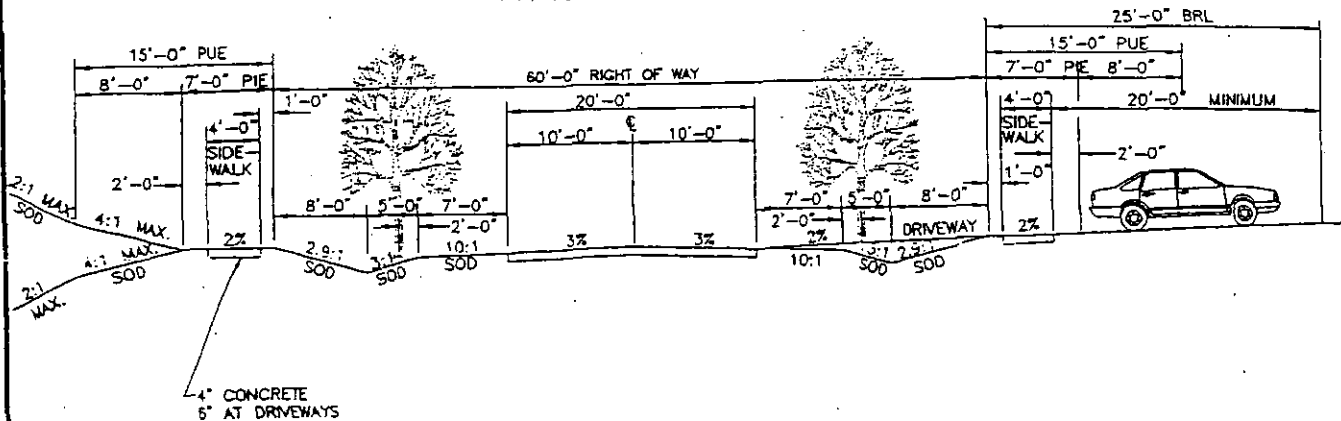 25'-0" BRL
15'-0" PUE
15'-0" PUE
8'-0" 7'-0" PIE
60'-0" RIGHT OF WAY
7'-0" PIE 8'-0"
1'-0"
20'-0"
4'-0"
20'-0" MINIMUM
4'-0"
SIDE-
WALK
10'-0" ℄ 10'-0"
SIDE-
WALK
2'-0"
2'-0"
1'-0"
8'-0" 5'-0" 7'-0"
7'-0" 5'-0" 8'-0"
2'-0"
2'-0"
2:1 MAX.
SOD
4:1 MAX.
2%
2.9:1
SOD
3:1
SOD
10:1
SOD
3% 3%
2%
10:1
DRIVEWAY
3:1
SOD
2.9:1
SOD
2%
4:1 MAX.
SOD
2:1
MAX.
4" CONCRETE
6" AT DRIVEWAYS